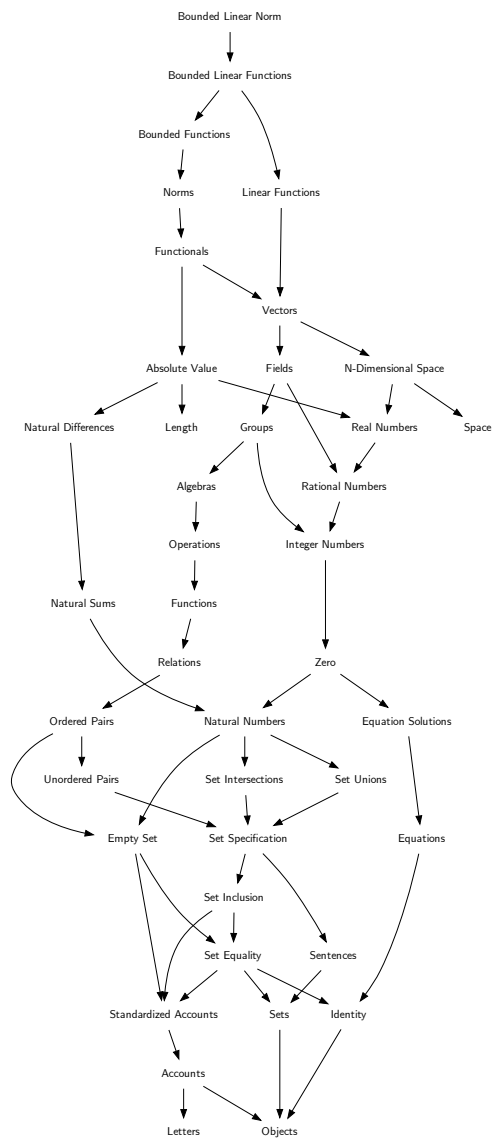 Bounded Linear Norm
Bounded Linear Functions
Bounded Functions
Norms
Linear Functions
Functionals
Vectors
Absolute Value
Fields
N-Dimensional Space
Natural Differences
Length
Groups
Real Numbers
Space
Algebras
Rational Numbers
Operations
Integer Numbers
Natural Sums
Functions
Relations
Zero
Ordered Pairs
Natural Numbers
Equation Solutions
Unordered Pairs
Set Intersections
Set Unions
Empty Set
Set Specification
Equations
Set Inclusion
Set Equality
Sentences
Standardized Accounts
Sets
Identity
Accounts
Letters
Objects